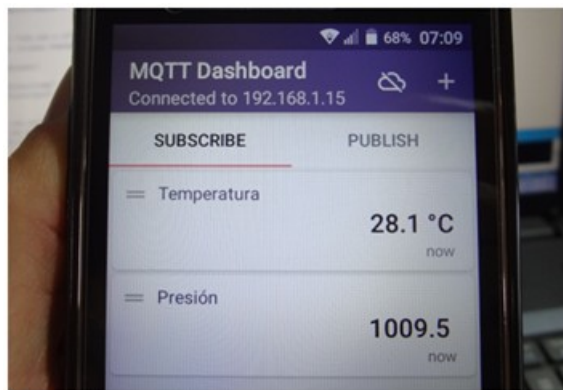 68% 07:09
MQTT Dashboard
Connected to 192.168.1.15
SUBSCRIBE PUBLISH
Temperatura
28.1 °C
now
Presión
1009.5
now